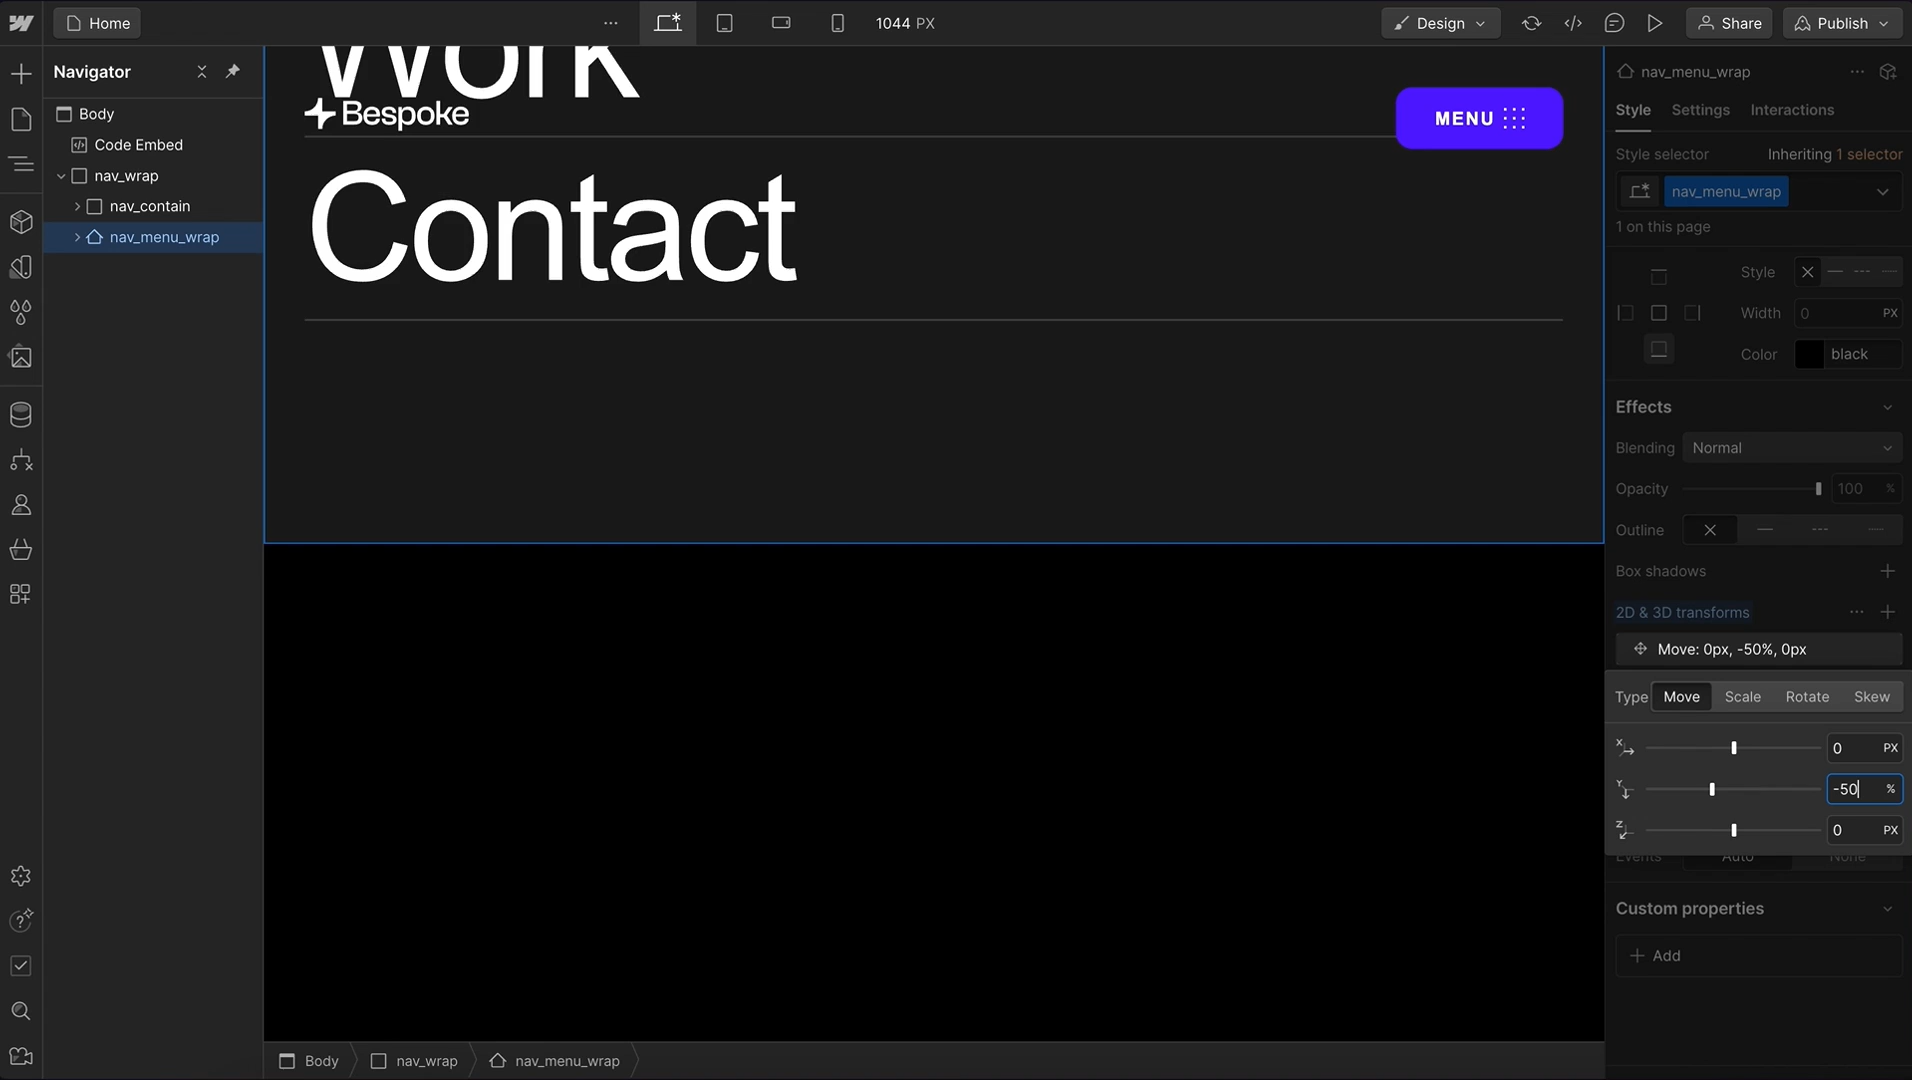 Home
1044 PX
Design
Share
Publish
Navigator
Body
Code Embed
nav_wrap
nav_contain
nav_menu_wrap
Work
Bespoke
MENU
Contact
nav_menu_wrap
Style Settings Interactions
Style selector Inheriting 1 selector
nav_menu_wrap
1 on this page
Style
Width 0 PX
Color black
Effects
Blending Normal
Opacity 100 %
Outline
Box shadows
2D & 3D transforms
Move: 0px, -50%, 0px
Type Move Scale Rotate Skew
X 0 PX
Y -50 %
Z 0 PX
Events Auto None
Custom properties
Add
Body nav_wrap nav_menu_wrap